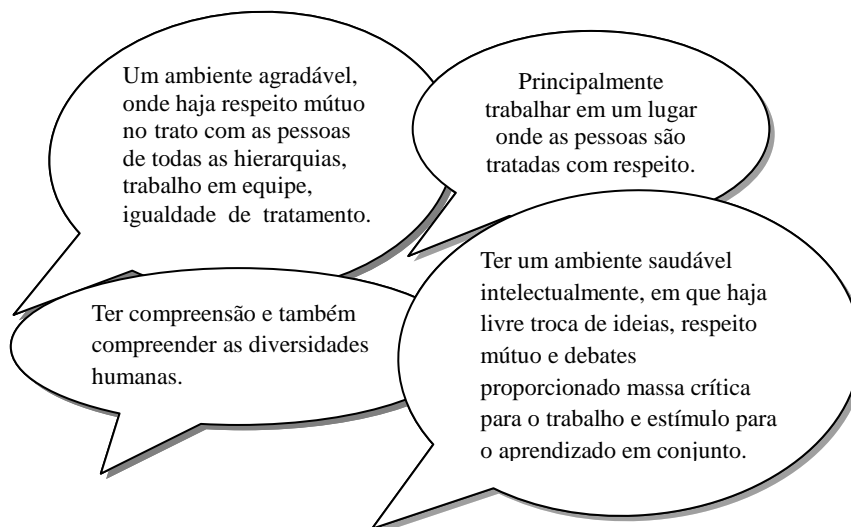 Um ambiente agradável,
onde haja respeito mútuo
no trato com as pessoas
de todas as hierarquias,
trabalho em equipe,
igualdade de tratamento.
Principalmente
trabalhar em um lugar
onde as pessoas são
tratadas com respeito.
Ter compreensão e também
compreender as diversidades
humanas.
Ter um ambiente saudável
intelectualmente, em que haja
livre troca de ideias, respeito
mútuo e debates
proporcionado massa crítica
para o trabalho e estímulo para
o aprendizado em conjunto.